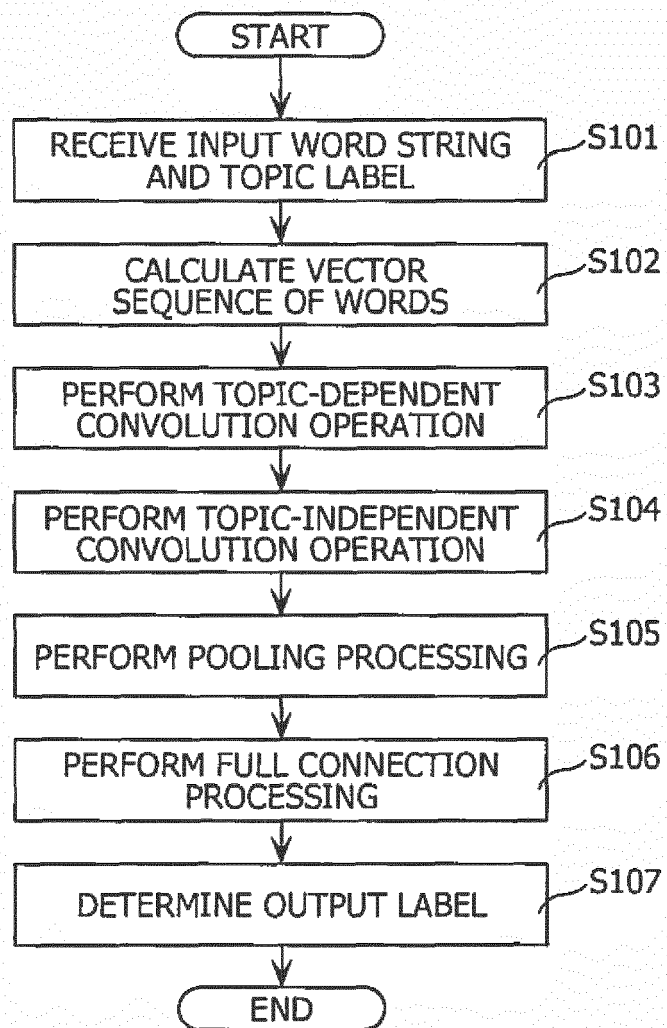 START
RECEIVE INPUT WORD STRING
AND TOPIC LABEL
S101
CALCULATE VECTOR
SEQUENCE OF WORDS
S102
PERFORM TOPIC-DEPENDENT
CONVOLUTION OPERATION
S103
PERFORM TOPIC-INDEPENDENT
CONVOLUTION OPERATION
S104
PERFORM POOLING PROCESSING
S105
PERFORM FULL CONNECTION
PROCESSING
S106
DETERMINE OUTPUT LABEL
S107
END